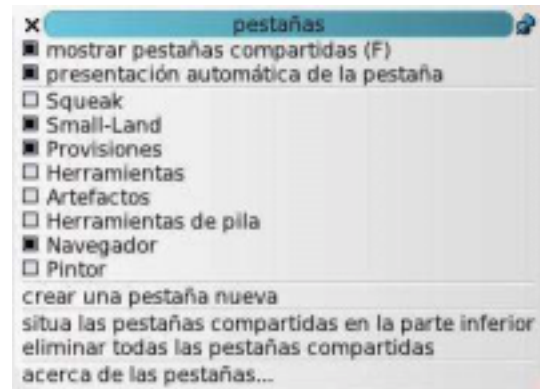 pestañas
mostrar pestañas compartidas (F)
presentación automática de la pestaña
Squeak
Small-Land
Provisiones
Herramientas
Artefactos
Herramientas de pila
Navegador
Pintor
crear una pestaña nueva
situa las pestañas compartidas en la parte inferior
eliminar todas las pestañas compartidas
acerca de las pestañas...